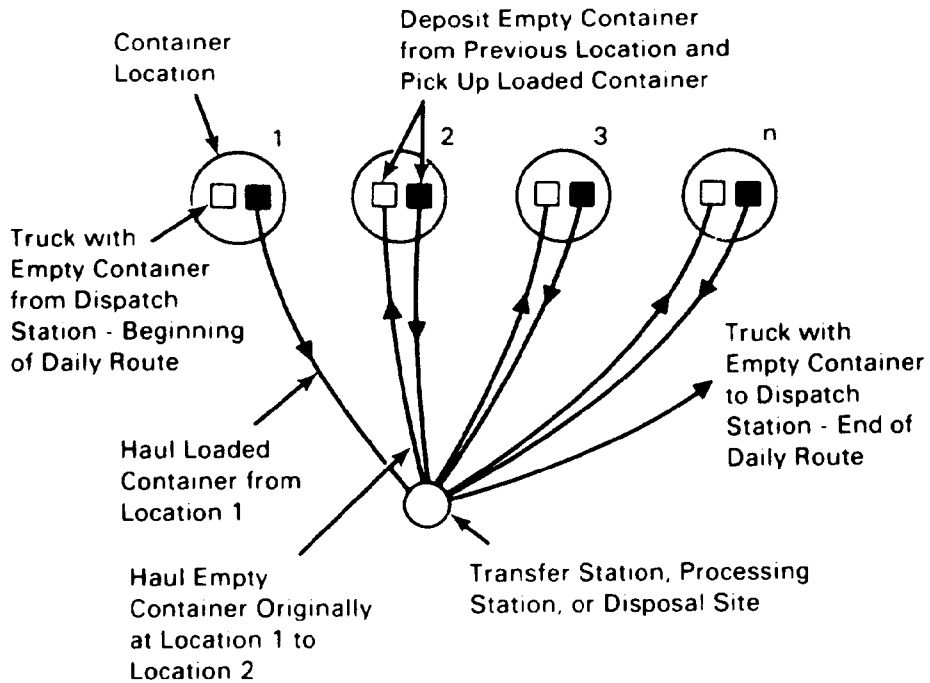 Container
Location
Deposit Empty Container
from Previous Location and
Pick Up Loaded Container
1
2
3
n
Truck with
Empty Container
from Dispatch
Station - Beginning
of Daily Route
Truck with
Empty Container
to Dispatch
Station - End of
Daily Route
Haul Loaded
Container from
Location 1
Haul Empty
Container Originally
at Location 1 to
Location 2
Transfer Station, Processing
Station, or Disposal Site